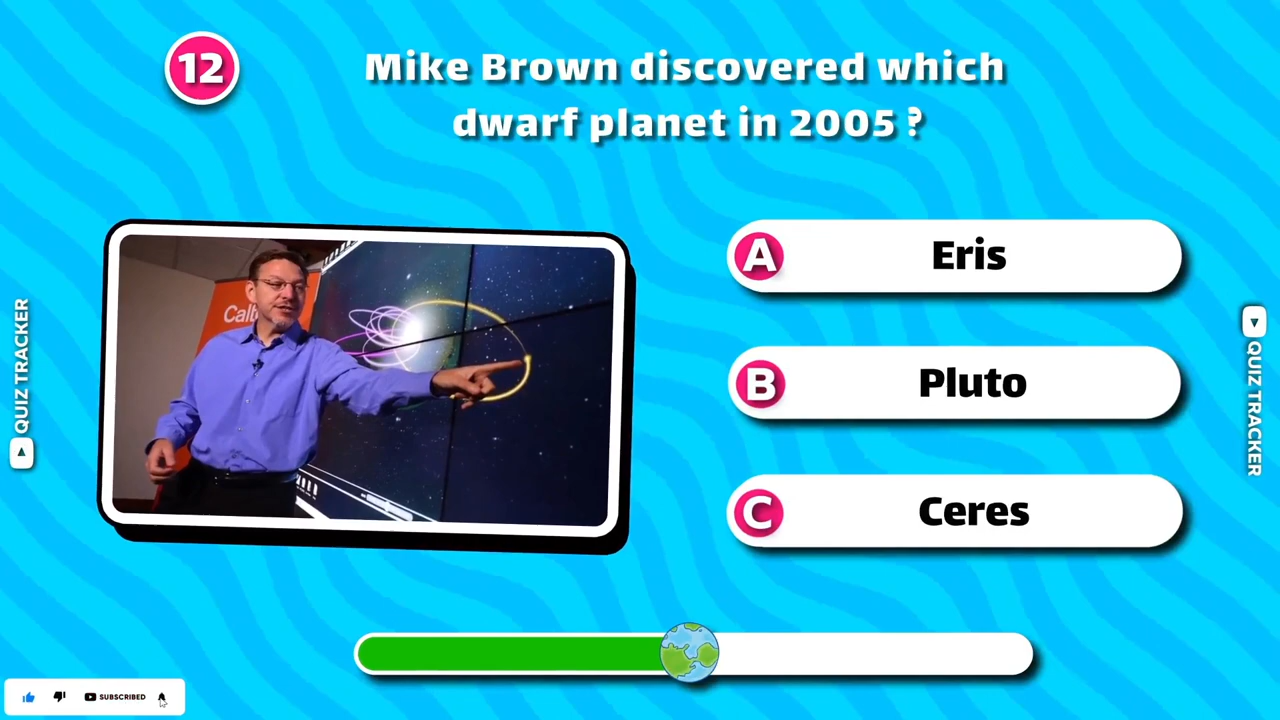 12
Mike Brown discovered which
dwarf planet in 2005 ?
A
Eris
B
Pluto
C
Ceres
QUIZ TRACKER
QUIZ TRACKER
SUBSCRIBED